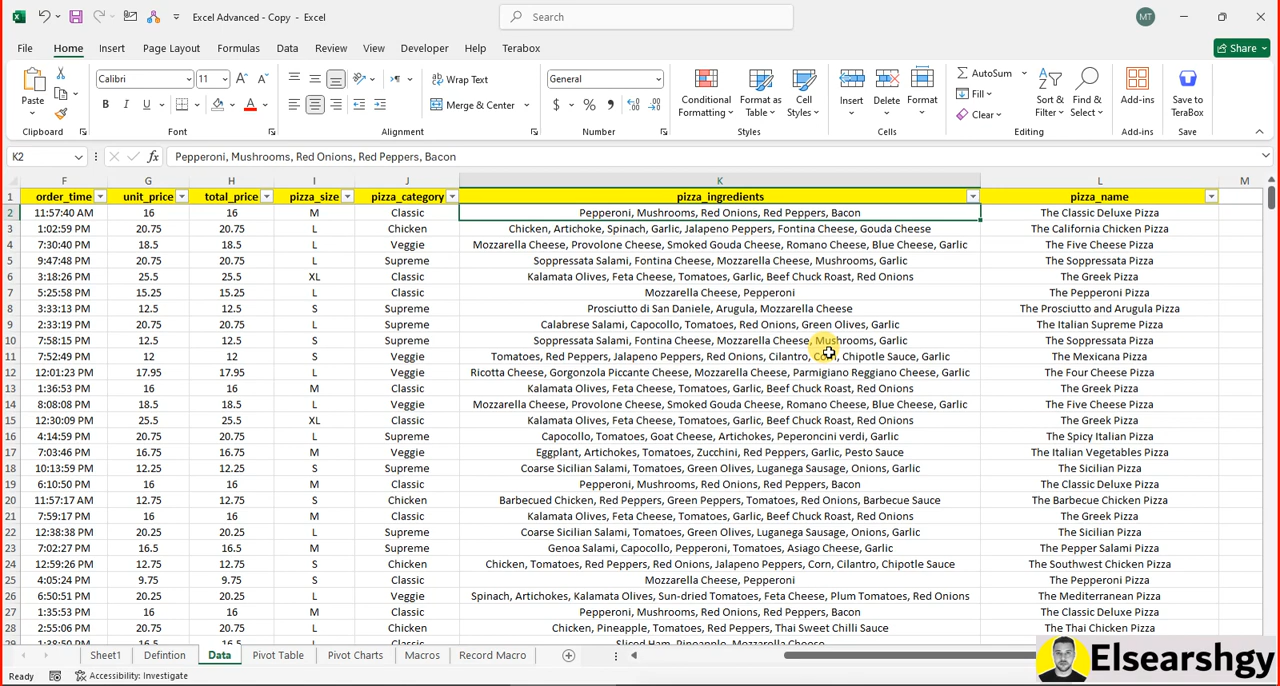 Excel Advanced - Copy - Excel
Search
MT
File Home Insert Page Layout Formulas Data Review View Developer Help Terabox
Share
Paste
Calibri 11
B I U A
Wrap Text
Merge & Center
General
$ %
Conditional Formatting
Format as Table
Cell Styles
Insert
Delete
Format
AutoSum
Fill
Clear
Sort & Filter
Find & Select
Add-ins
Save to TeraBox
Clipboard Font Alignment Number Styles Cells Editing Add-ins Save
K2 fx Pepperoni, Mushrooms, Red Onions, Red Peppers, Bacon
F G H I J K L M
1 order_time unit_price total_price pizza_size pizza_category pizza_ingredients pizza_name
2 11:57:40 AM 16 16 M Classic Pepperoni, Mushrooms, Red Onions, Red Peppers, Bacon The Classic Deluxe Pizza
3 1:02:59 PM 20.75 20.75 L Chicken Chicken, Artichoke, Spinach, Garlic, Jalapeno Peppers, Fontina Cheese, Gouda Cheese The California Chicken Pizza
4 7:30:40 PM 18.5 18.5 L Veggie Mozzarella Cheese, Provolone Cheese, Smoked Gouda Cheese, Romano Cheese, Blue Cheese, Garlic The Five Cheese Pizza
5 9:47:48 PM 20.75 20.75 L Supreme Soppressata Salami, Fontina Cheese, Mozzarella Cheese, Mushrooms, Garlic The Soppressata Pizza
6 3:18:26 PM 25.5 25.5 XL Classic Kalamata Olives, Feta Cheese, Tomatoes, Garlic, Beef Chuck Roast, Red Onions The Greek Pizza
7 5:25:58 PM 15.25 15.25 L Classic Mozzarella Cheese, Pepperoni The Pepperoni Pizza
8 3:33:13 PM 12.5 12.5 S Supreme Prosciutto di San Daniele, Arugula, Mozzarella Cheese The Prosciutto and Arugula Pizza
9 2:33:19 PM 20.75 20.75 L Supreme Calabrese Salami, Capocollo, Tomatoes, Red Onions, Green Olives, Garlic The Italian Supreme Pizza
10 7:58:15 PM 12.5 12.5 S Supreme Soppressata Salami, Fontina Cheese, Mozzarella Cheese, Mushrooms, Garlic The Soppressata Pizza
11 7:52:49 PM 12 12 S Veggie Tomatoes, Red Peppers, Jalapeno Peppers, Red Onions, Cilantro, Corn, Chipotle Sauce, Garlic The Mexicana Pizza
12 12:01:23 PM 17.95 17.95 L Veggie Ricotta Cheese, Gorgonzola Piccante Cheese, Mozzarella Cheese, Parmigiano Reggiano Cheese, Garlic The Four Cheese Pizza
13 1:36:53 PM 16 16 M Classic Kalamata Olives, Feta Cheese, Tomatoes, Garlic, Beef Chuck Roast, Red Onions The Greek Pizza
14 8:08:08 PM 18.5 18.5 L Veggie Mozzarella Cheese, Provolone Cheese, Smoked Gouda Cheese, Romano Cheese, Blue Cheese, Garlic The Five Cheese Pizza
15 12:30:09 PM 25.5 25.5 XL Classic Kalamata Olives, Feta Cheese, Tomatoes, Garlic, Beef Chuck Roast, Red Onions The Greek Pizza
16 4:14:59 PM 20.75 20.75 L Supreme Capocollo, Tomatoes, Goat Cheese, Artichokes, Peperoncini verdi, Garlic The Spicy Italian Pizza
17 7:03:46 PM 16.75 16.75 M Veggie Eggplant, Artichokes, Tomatoes, Zucchini, Red Peppers, Garlic, Pesto Sauce The Italian Vegetables Pizza
18 10:13:59 PM 12.25 12.25 S Supreme Coarse Sicilian Salami, Tomatoes, Green Olives, Luganega Sausage, Onions, Garlic The Sicilian Pizza
19 6:10:50 PM 16 16 M Classic Pepperoni, Mushrooms, Red Onions, Red Peppers, Bacon The Classic Deluxe Pizza
20 11:57:17 AM 12.75 12.75 S Chicken Barbecued Chicken, Red Peppers, Green Peppers, Tomatoes, Red Onions, Barbecue Sauce The Barbecue Chicken Pizza
21 7:59:17 PM 16 16 M Classic Kalamata Olives, Feta Cheese, Tomatoes, Garlic, Beef Chuck Roast, Red Onions The Greek Pizza
22 12:38:38 PM 20.25 20.25 L Supreme Coarse Sicilian Salami, Tomatoes, Green Olives, Luganega Sausage, Onions, Garlic The Sicilian Pizza
23 7:02:27 PM 16.5 16.5 M Supreme Genoa Salami, Capocollo, Pepperoni, Tomatoes, Asiago Cheese, Garlic The Pepper Salami Pizza
24 12:59:26 PM 12.75 12.75 S Chicken Chicken, Tomatoes, Red Peppers, Red Onions, Jalapeno Peppers, Corn, Cilantro, Chipotle Sauce The Southwest Chicken Pizza
25 4:05:24 PM 9.75 9.75 S Classic Mozzarella Cheese, Pepperoni The Pepperoni Pizza
26 6:50:51 PM 20.25 20.25 L Veggie Spinach, Artichokes, Kalamata Olives, Sun-dried Tomatoes, Feta Cheese, Plum Tomatoes, Red Onions The Mediterranean Pizza
27 1:35:53 PM 16 16 M Classic Pepperoni, Mushrooms, Red Onions, Red Peppers, Bacon The Classic Deluxe Pizza
28 2:55:06 PM 20.75 20.75 L Chicken Chicken, Pineapple, Tomatoes, Red Peppers, Thai Sweet Chilli Sauce The Thai Chicken Pizza
29 1:38:50 PM 16.5 16.5 M Classic Sliced Ham, Pineapple, Mozzarella Cheese
Sheet1 Defintion Data Pivot Table Pivot Charts Macros Record Macro
Ready Accessibility: Investigate
Elsearshgy